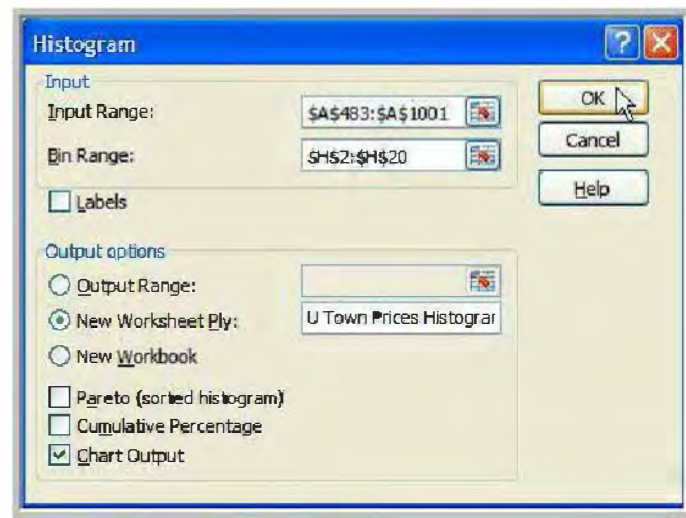 Histogram
Input
Input Range: $A$483:$A$1001
Bin Range: $H$2:$H$20
Labels
OK
Cancel
Help
Output options
Output Range:
New Worksheet Ply: U Town Prices Histograr
New Workbook
Pareto (sorted histogram)
Cumulative Percentage
Chart Output